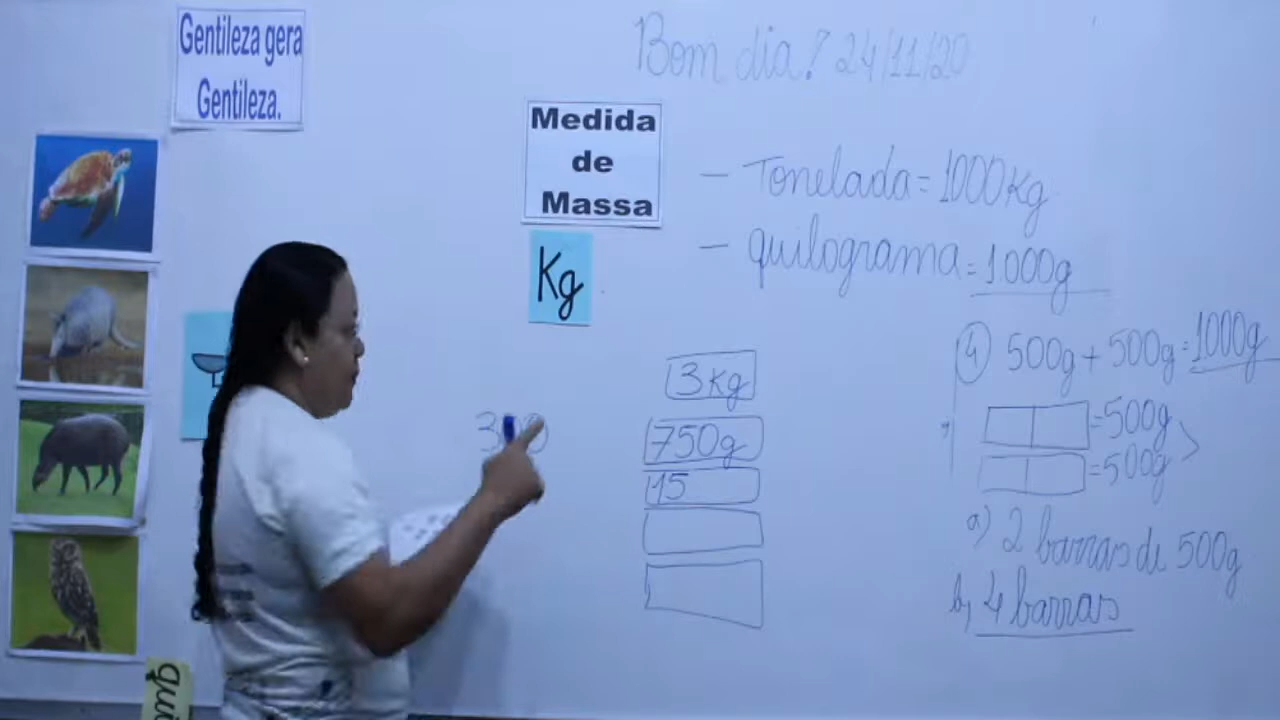 Gentileza gera
Gentileza.
Bom dia! 24/11/20
Medida
de
Massa
Kg
- Tonelada = 1000Kg
- quilograma = 1000g
3kg
750g
15
4 500g + 500g = 1000g
= 500g
= 500g
a) 2 barras de 500g
b) 4 barras